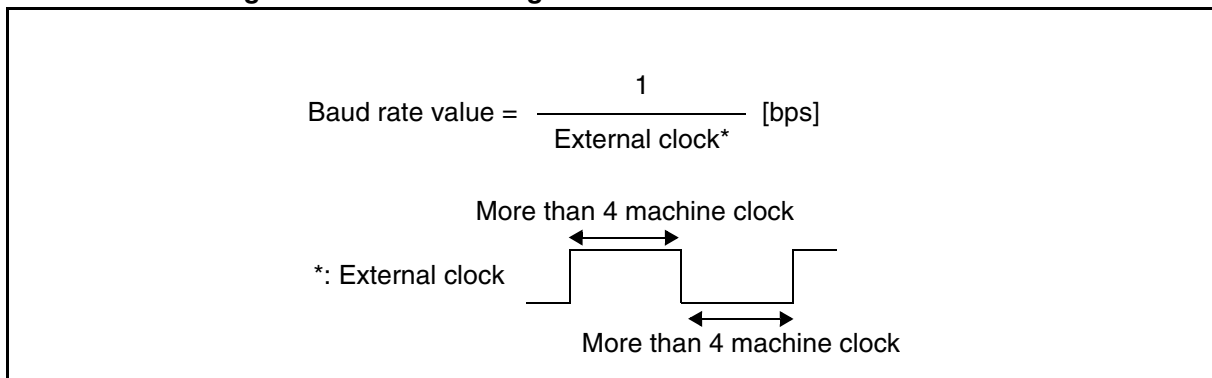 1
Baud rate value = [bps]
External clock*
More than 4 machine clock
*: External clock
More than 4 machine clock